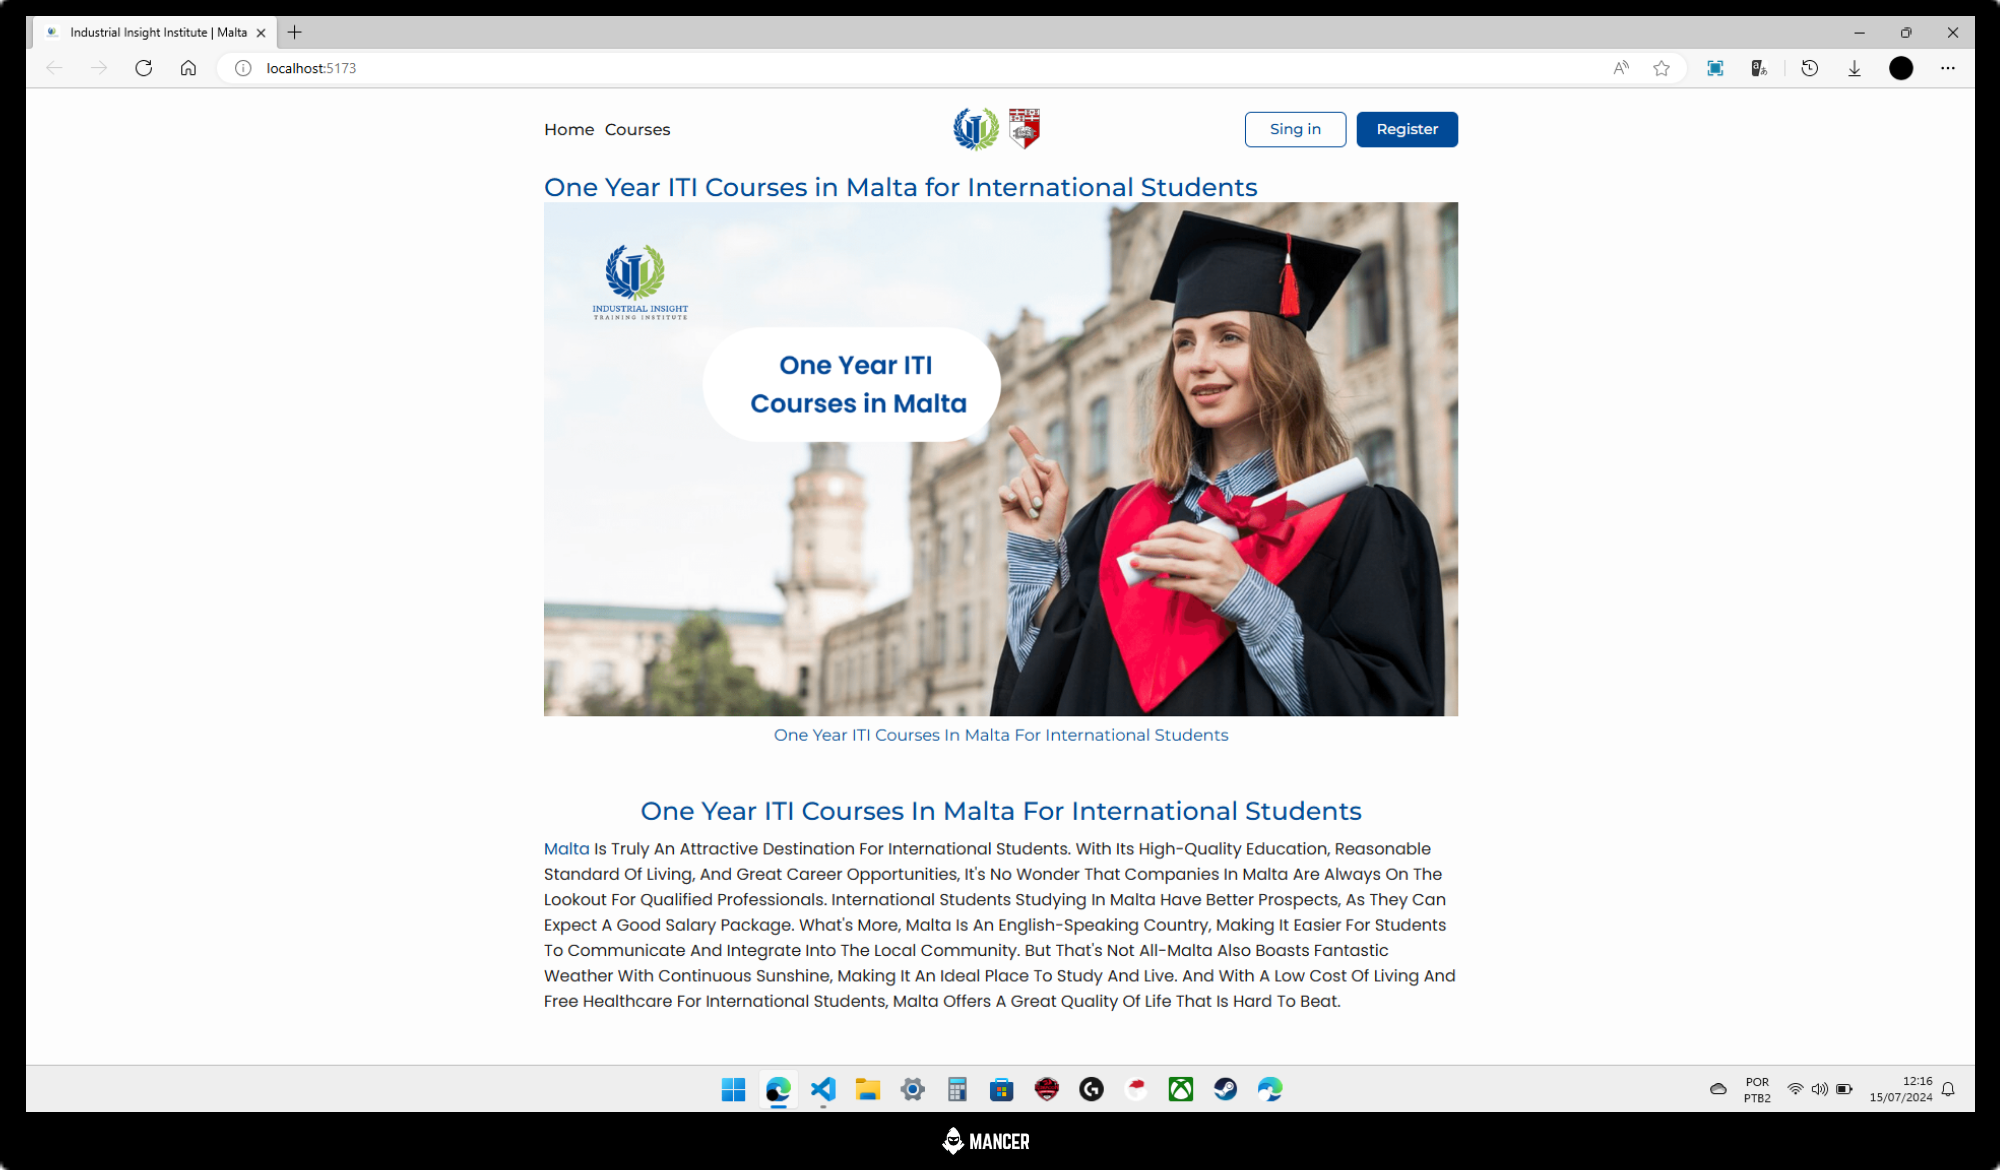 Industrial Insight Institute | Malta
localhost:5173
Home Courses
Sing in
Register
One Year ITI Courses in Malta for International Students
INDUSTRIAL INSIGHT
TRAINING INSTITUTE
One Year ITI
Courses in Malta
One Year ITI Courses In Malta For International Students
One Year ITI Courses In Malta For International Students
Malta Is Truly An Attractive Destination For International Students. With Its High-Quality Education, Reasonable
Standard Of Living, And Great Career Opportunities, It's No Wonder That Companies In Malta Are Always On The
Lookout For Qualified Professionals. International Students Studying In Malta Have Better Prospects, As They Can
Expect A Good Salary Package. What's More, Malta Is An English-Speaking Country, Making It Easier For Students
To Communicate And Integrate Into The Local Community. But That's Not All-Malta Also Boasts Fantastic
Weather With Continuous Sunshine, Making It An Ideal Place To Study And Live. And With A Low Cost Of Living And
Free Healthcare For International Students, Malta Offers A Great Quality Of Life That Is Hard To Beat.
POR
PTB2
12:16
15/07/2024
MANCER